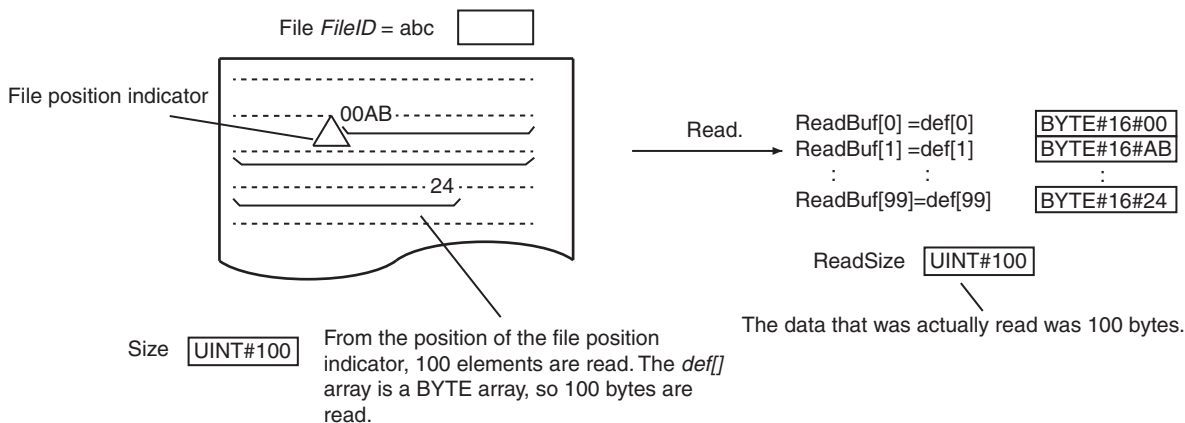 File FileID = abc
File position indicator
00AB
24
Read.
ReadBuf[0] =def[0] BYTE#16#00
ReadBuf[1] =def[1] BYTE#16#AB
: : :
ReadBuf[99]=def[99] BYTE#16#24
ReadSize UINT#100
The data that was actually read was 100 bytes.
Size UINT#100
From the position of the file position
indicator, 100 elements are read. The def[]
array is a BYTE array, so 100 bytes are
read.